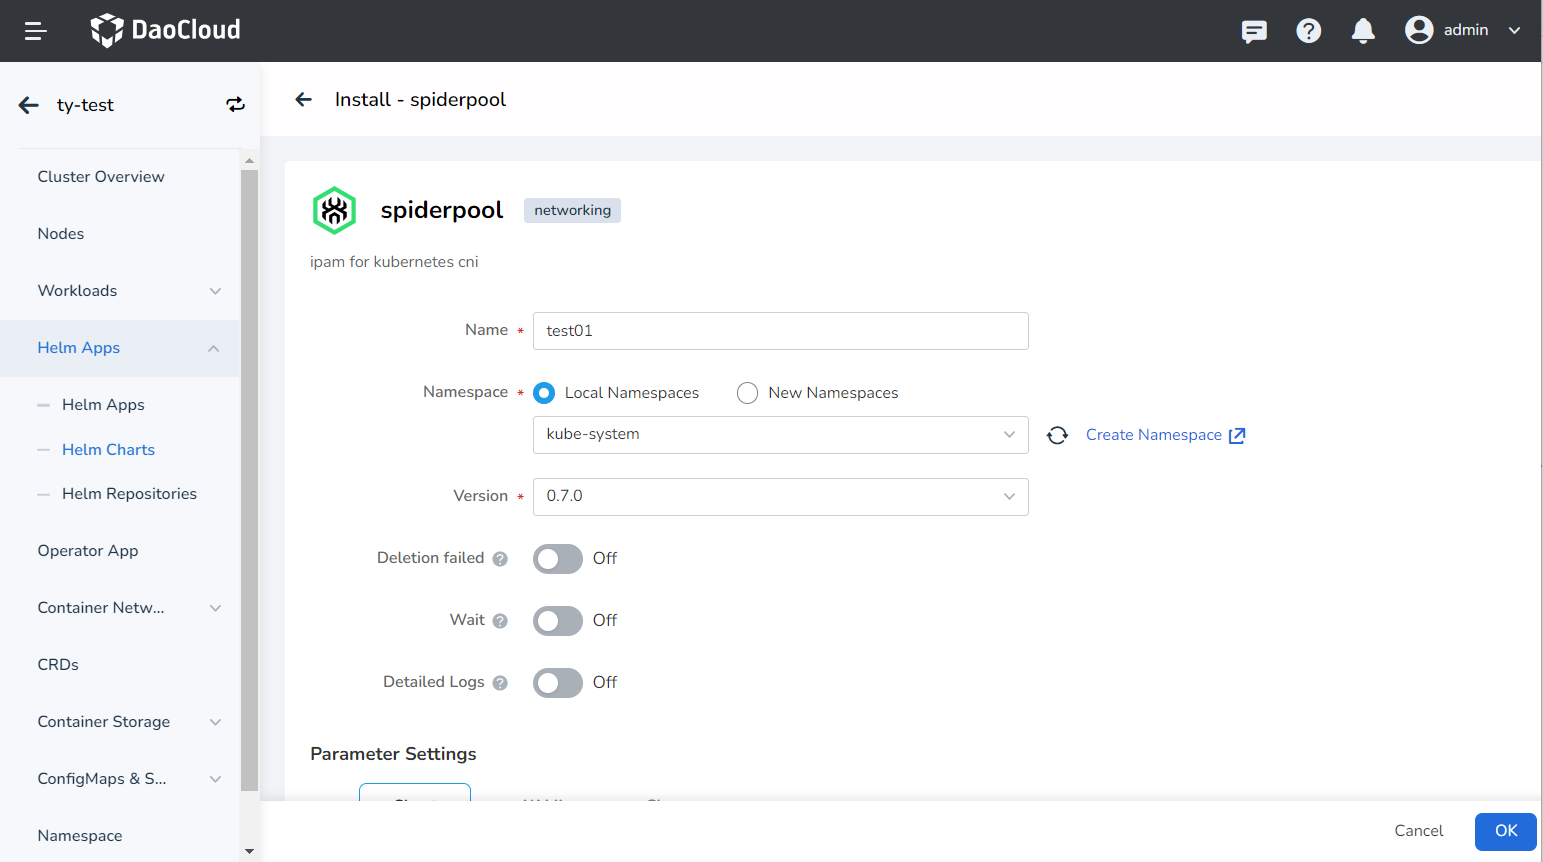 DaoCloud
admin
ty-test
Install - spiderpool
Cluster Overview
Nodes
Workloads
Helm Apps
Helm Apps
Helm Charts
Helm Repositories
Operator App
Container Netw...
CRDs
Container Storage
ConfigMaps & S...
Namespace
spiderpool
networking
ipam for kubernetes cni
Name * test01
Namespace * Local Namespaces New Namespaces
kube-system Create Namespace
Version * 0.7.0
Deletion failed ? Off
Wait ? Off
Detailed Logs ? Off
Parameter Settings
Cancel OK